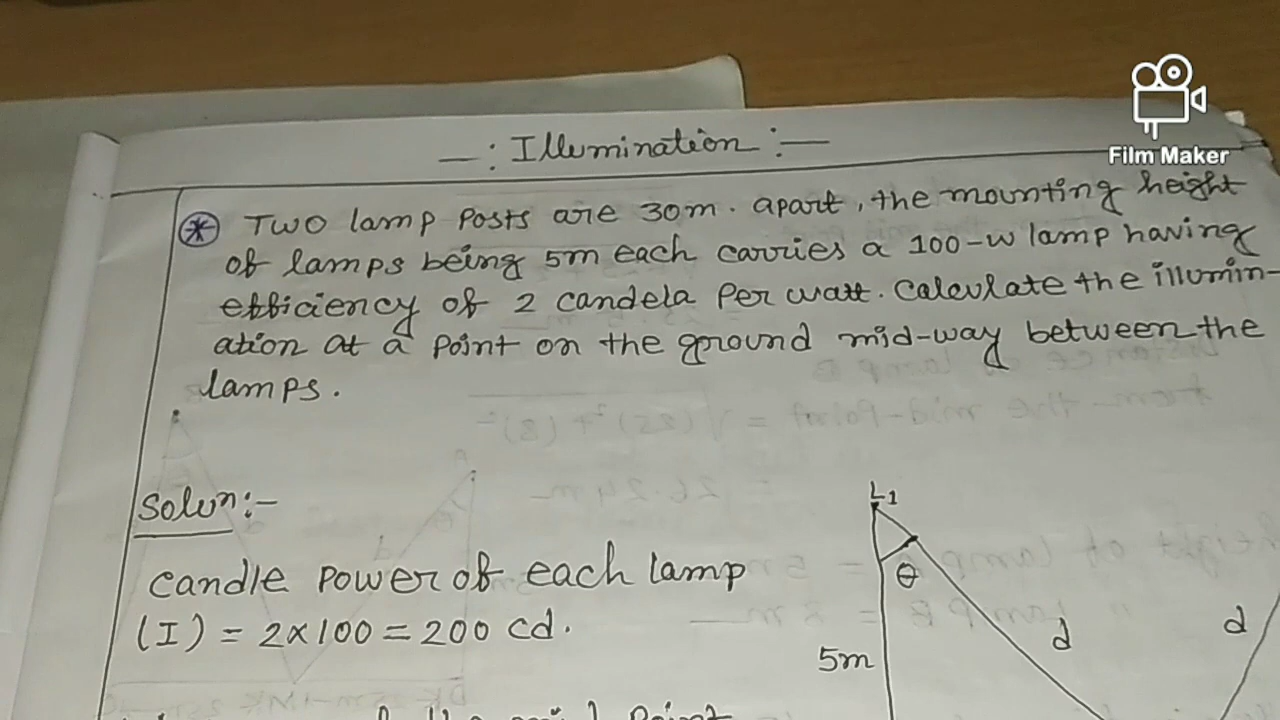 Film Maker
—: Illumination :—
* Two lamp posts are 30m. apart, the mounting height
of lamps being 5m each carries a 100-w lamp having
efficiency of 2 candela per watt. calculate the illumin-
ation at a point on the ground mid-way between the
lamps.
Solun:-
L1
θ
candle power of each lamp
(I) = 2x100 = 200 cd.
d
d
5m
point